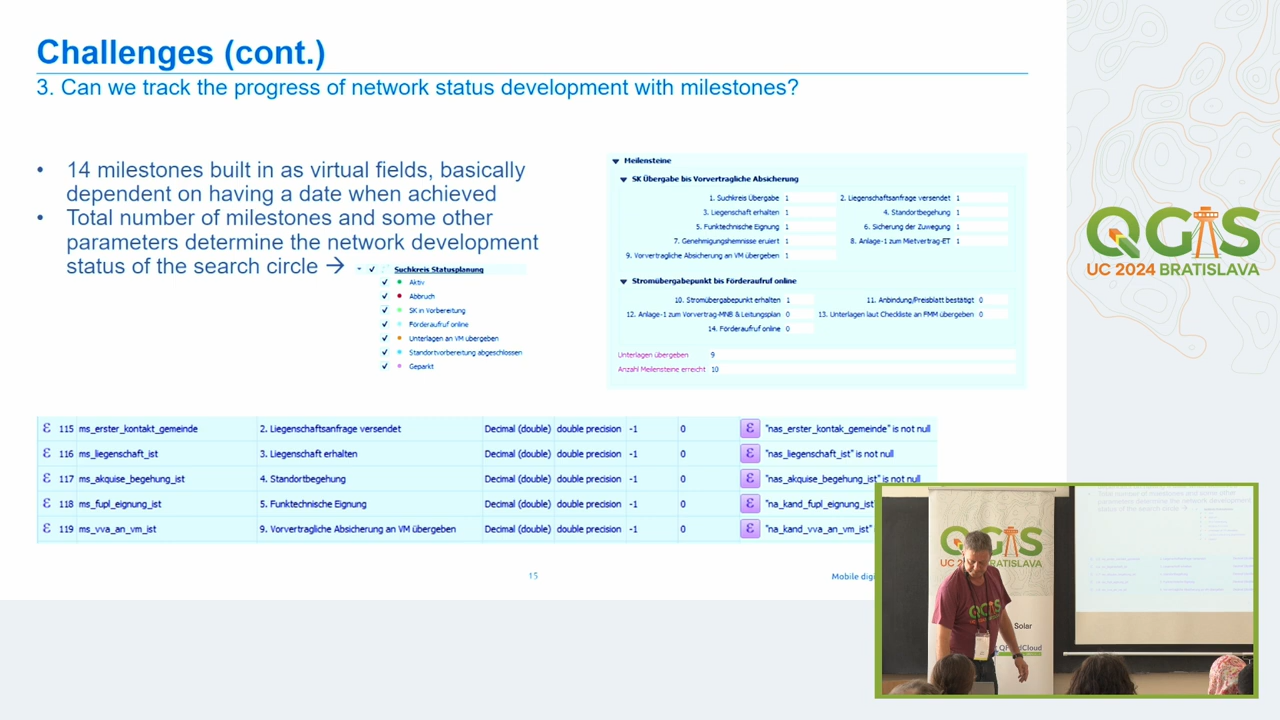 Challenges (cont.)
3. Can we track the progress of network status development with milestones?
• 14 milestones built in as virtual fields, basically
dependent on having a date when achieved
• Total number of milestones and some other
parameters determine the network development
status of the search circle →
Suchkreis Statusplanung
Aktiv
Abbruch
SK in Vorbereitung
Förderaufruf online
Unterlagen an VM übergeben
Standortvorbereitung abgeschlossen
Geparkt
Meilensteine
SK Übergabe bis Vorvertragliche Absicherung
1. Suchkreis Übergabe 1 2. Liegenschaftsanfrage versendet 1
3. Liegenschaft erhalten 1 4. Standortbegehung 1
5. Funktechnische Eignung 1 6. Sicherung der Zuwegung 1
7. Genehmigungshemnisse eruiert 1 8. Anlage-1 zum Mietvertrag-ET 1
9. Vorvertragliche Absicherung an VM übergeben 1
Stromübergabepunkt bis Förderaufruf online
10. Stromübergabepunkt erhalten 1 11. Anbindung/Preisblatt bestätigt 0
12. Anlage-1 zum Vorvertrag-MNB & Leitungsplan 0 13. Unterlagen laut Checkliste an FMM übergeben 0
14. Förderaufruf online 0
Unterlagen übergeben 9
Anzahl Meilensteine erreicht 10
ε 115 ms_erster_kontakt_gemeinde 2. Liegenschaftsanfrage versendet Decimal (double) double precision -1 0 ε "nas_erster_kontak_gemeinde" is not null
ε 116 ms_liegenschaft_ist 3. Liegenschaft erhalten Decimal (double) double precision -1 0 ε "nas_liegenschaft_ist" is not null
ε 117 ms_akquise_begehung_ist 4. Standortbegehung Decimal (double) double precision -1 0 ε "nas_akquise_begehung_ist" is not null
ε 118 ms_fupl_eignung_ist 5. Funktechnische Eignung Decimal (double) double precision -1 0 ε "na_kand_fupl_eignung_ist
ε 119 ms_vva_an_vm_ist 9. Vorvertragliche Absicherung an VM übergeben Decimal (double) double precision -1 0 ε "na_kand_vva_an_vm_ist"
15
Mobile digi
QGIS
UC 2024 BRATISLAVA
QGIS
UC BRATISLAVA
QGIS
Solar